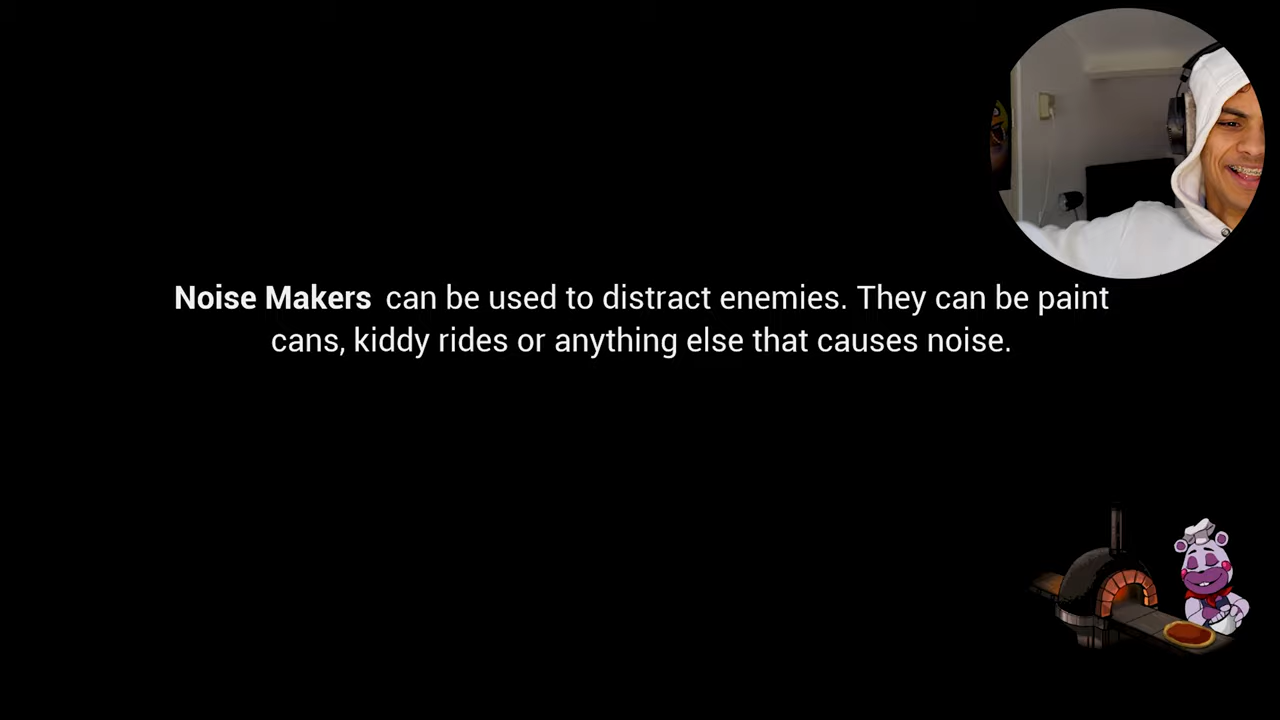 Noise Makers can be used to distract enemies. They can be paint
cans, kiddy rides or anything else that causes noise.